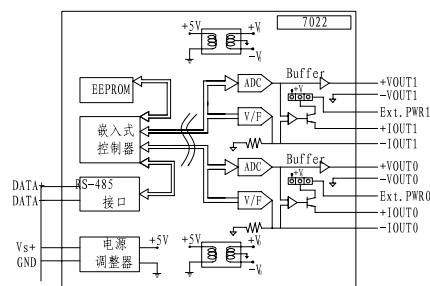 7022
+5V
+V
-V
EEPROM
嵌入式
控制器
ADC
V/F
Buffer
+V
+VOUT1
-VOUT1
Ext.PWR1
+IOUT1
-IOUT1
ADC
V/F
Buffer
+V
+VOUT0
-VOUT0
Ext.PWR0
+IOUT0
-IOUT0
DATA+
DATA-
RS-485
接口
Vs+
GND
电源
调整器
+5V
+5V